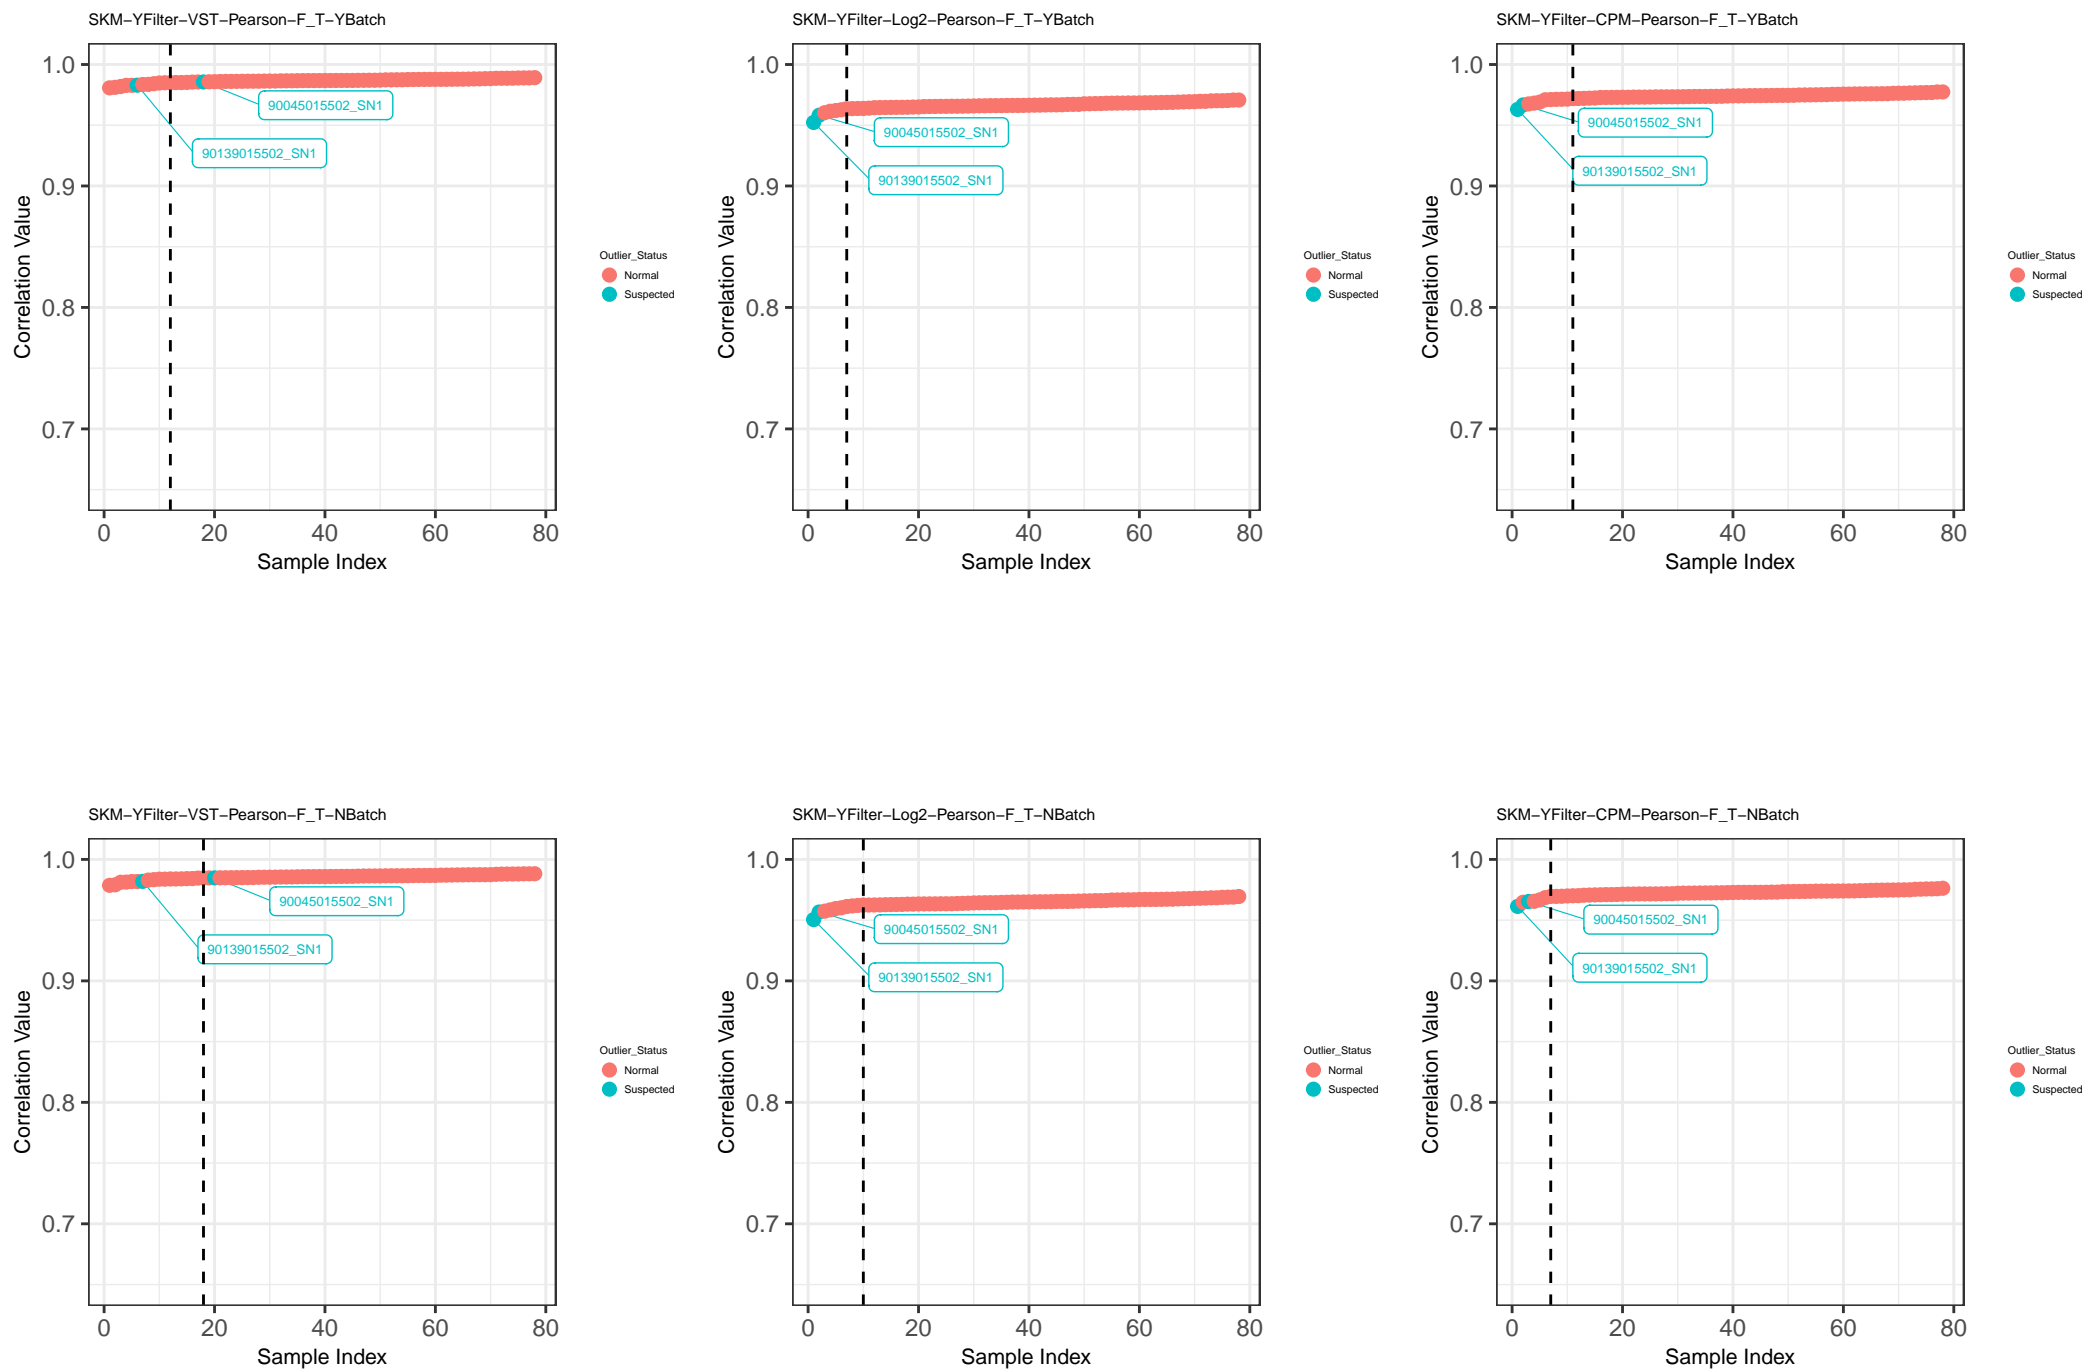 SKM−YFilter−VST−Pearson−F_T−YBatch
1.0
0.9
0.8
0.7
0
20
40
60
80
Sample Index
Correlation Value
90045015502_SN1
90139015502_SN1
Outlier_Status
Normal
Suspected
SKM−YFilter−Log2−Pearson−F_T−YBatch
1.0
0.9
0.8
0.7
0
20
40
60
80
Sample Index
Correlation Value
90045015502_SN1
90139015502_SN1
Outlier_Status
Normal
Suspected
SKM−YFilter−CPM−Pearson−F_T−YBatch
1.0
0.9
0.8
0.7
0
20
40
60
80
Sample Index
Correlation Value
90045015502_SN1
90139015502_SN1
Outlier_Status
Normal
Suspected
SKM−YFilter−VST−Pearson−F_T−NBatch
1.0
0.9
0.8
0.7
0
20
40
60
80
Sample Index
Correlation Value
90045015502_SN1
90139015502_SN1
Outlier_Status
Normal
Suspected
SKM−YFilter−Log2−Pearson−F_T−NBatch
1.0
0.9
0.8
0.7
0
20
40
60
80
Sample Index
Correlation Value
90045015502_SN1
90139015502_SN1
Outlier_Status
Normal
Suspected
SKM−YFilter−CPM−Pearson−F_T−NBatch
1.0
0.9
0.8
0.7
0
20
40
60
80
Sample Index
Correlation Value
90045015502_SN1
90139015502_SN1
Outlier_Status
Normal
Suspected